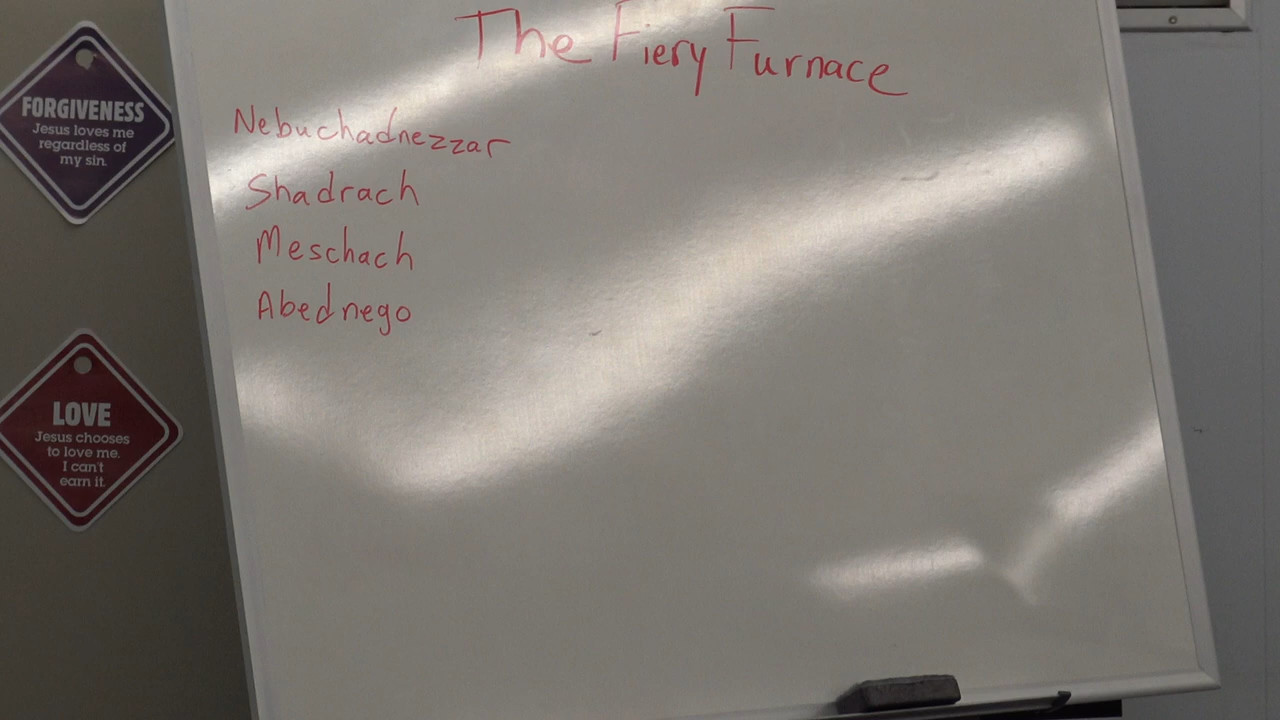 The Fiery Furnace
Nebuchadnezzar
Shadrach
Meschach
Abednego
FORGIVENESS
Jesus loves me
regardless of
my sin.
LOVE
Jesus chooses
to love me.
I can't
earn it.